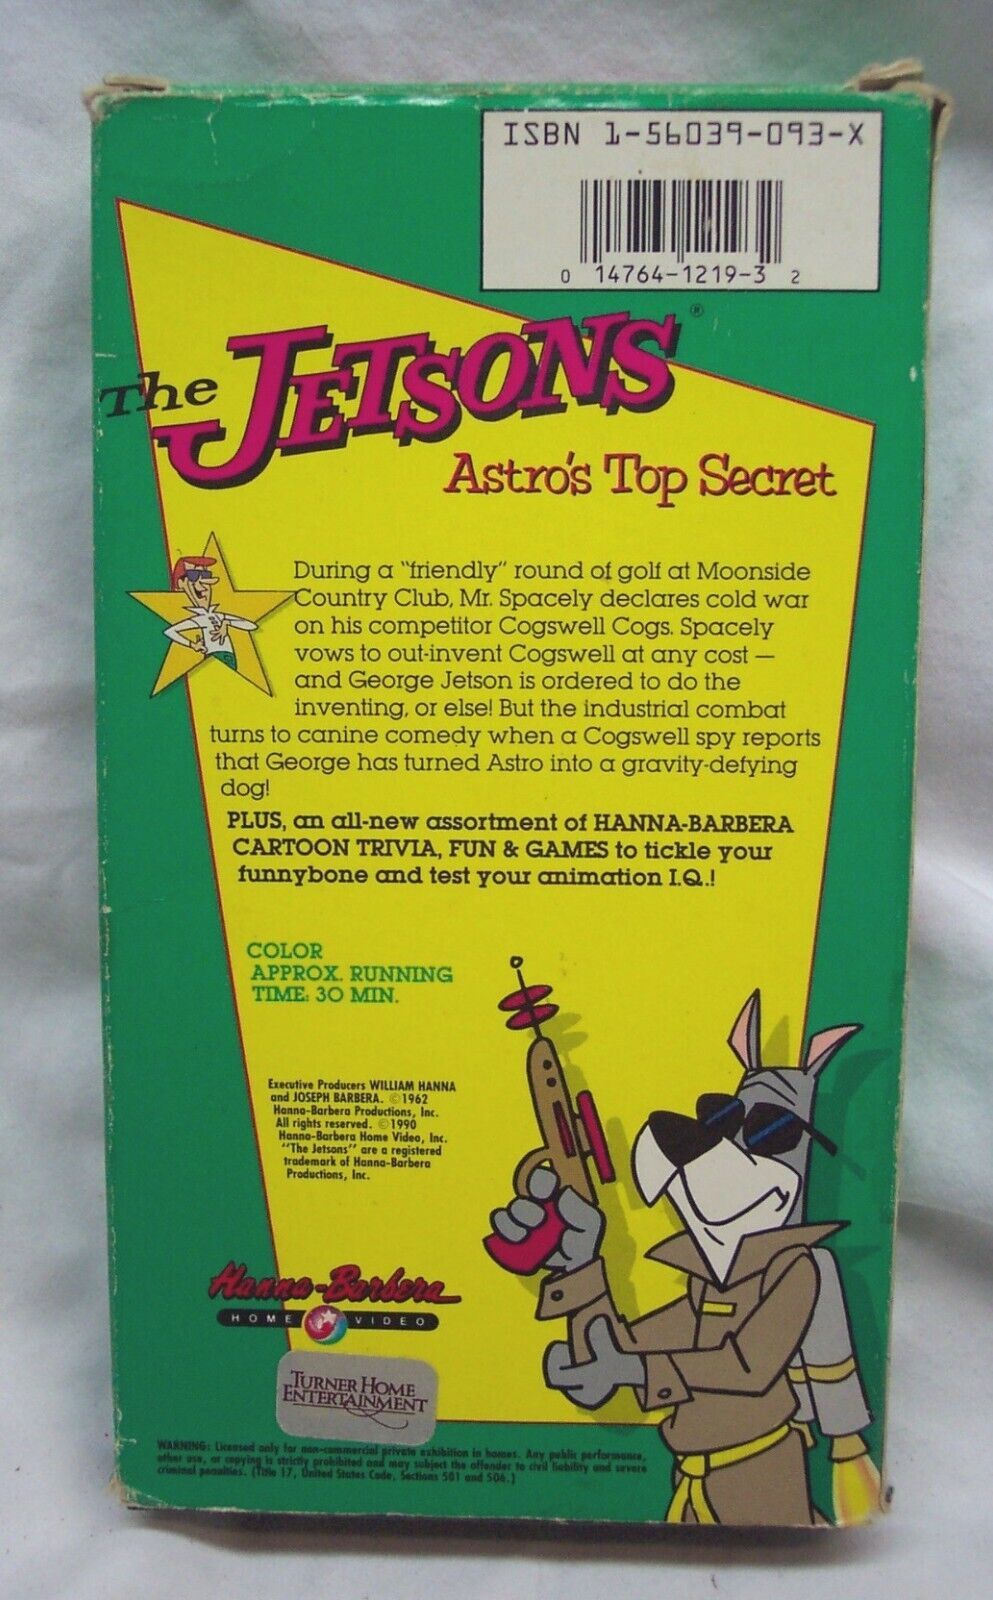 ISBN 1-56039-093-X
0 14764-1219-3 2
The JETSONS ®
Astro's Top Secret
During a "friendly" round of golf at Moonside
Country Club, Mr. Spacely declares cold war
on his competitor Cogswell Cogs. Spacely
vows to out-invent Cogswell at any cost —
and George Jetson is ordered to do the
inventing, or else! But the industrial combat
turns to canine comedy when a Cogswell spy reports
that George has turned Astro into a gravity-defying
dog!
PLUS, an all-new assortment of HANNA-BARBERA
CARTOON TRIVIA, FUN & GAMES to tickle your
funnybone and test your animation I.Q.!
COLOR
APPROX. RUNNING
TIME: 30 MIN.
Executive Producers WILLIAM HANNA
and JOSEPH BARBERA. ©1962
Hanna-Barbera Productions, Inc.
All rights reserved. ©1990
Hanna-Barbera Home Video, Inc.
"The Jetsons" are a registered
trademark of Hanna-Barbera
Productions, Inc.
Hanna-Barbera
HOME VIDEO
TURNER HOME
ENTERTAINMENT
WARNING: Licensed only for non-commercial private exhibition in homes. Any public performance,
other use, or copying is strictly prohibited and may subject the offender to civil liability and severe
criminal penalties. (Title 17, United States Code, Sections 501 and 506.)